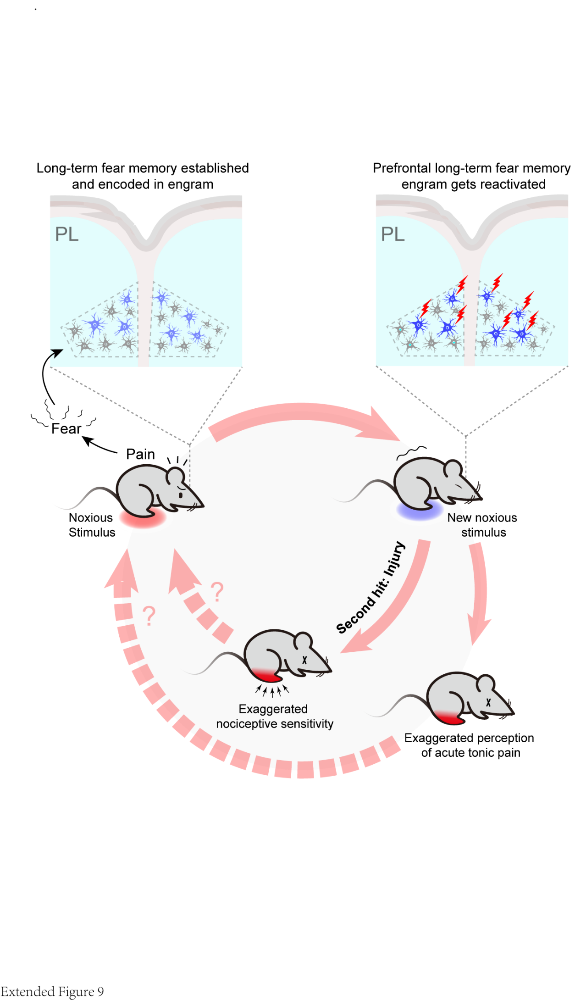 Long-term fear memory established
and encoded in engram
Prefrontal long-term fear memory
engram gets reactivated
PL
PL
Fear
Pain
Noxious
Stimulus
New noxious
stimulus
Second hit: Injury
?
?
Exaggerated
nociceptive sensitivity
Exaggerated perception
of acute tonic pain
Extended Figure 9